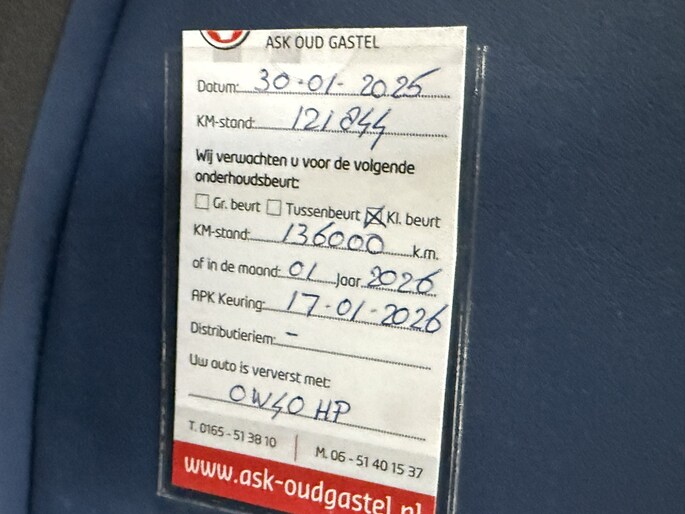 ASK OUD GASTEL
Datum: 30-01-2025
KM-stand: 121844
Wij verwachten u voor de volgende
onderhoudsbeurt:
Gr. beurt Tussenbeurt Kl. beurt
KM-stand: 136000 k.m.
of in de maand: 01 Jaar 2026
APK Keuring: 17-01-2026
Distributieriem: -
Uw auto is ververst met:
0W40 HP
T. 0165 - 51 38 10 M. 06 - 51 40 15 37
www.ask-oudgastel.nl